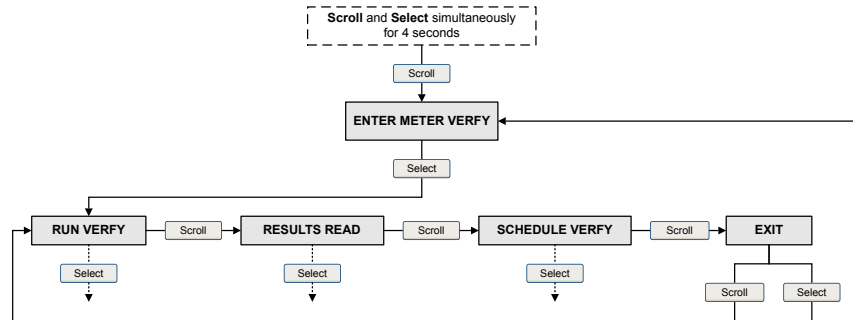 Scroll and Select simultaneously
for 4 seconds
Scroll
ENTER METER VERFY
Select
RUN VERFY
Scroll
RESULTS READ
Scroll
SCHEDULE VERFY
Scroll
EXIT
Select
Select
Select
Scroll
Select